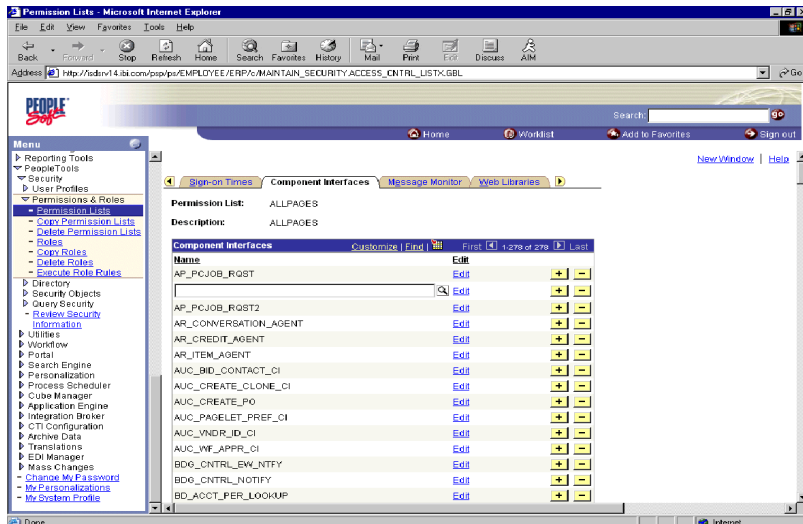 Permission Lists - Microsoft Internet Explorer
File Edit View Favorites Tools Help
Back Forward Stop Refresh Home Search Favorites History Mail Print Edit Discuss AIM
Address http://isdsrv14.ibi.com/psp/ps/EMPLOYEE/ERP/c/MAINTAIN_SECURITY.ACCESS_CNTRL_LISTX.GBL Go
PEOPLE Soft
Search: go
Home Worklist Add to Favorites Sign out
Menu
Reporting Tools
PeopleTools
Security
User Profiles
Permissions & Roles
- Permission Lists
- Copy Permission Lists
- Delete Permission Lists
- Roles
- Copy Roles
- Delete Roles
- Execute Role Rules
Directory
Security Objects
Query Security
- Review Security
Information
Utilities
Workflow
Portal
Search Engine
Personalization
Process Scheduler
Cube Manager
Application Engine
Integration Broker
CTI Configuration
Archive Data
Translations
EDI Manager
Mass Changes
- Change My Password
- My Personalizations
- My System Profile
New Window | Help
Sign-on Times Component Interfaces Message Monitor Web Libraries
Permission List: ALLPAGES
Description: ALLPAGES
Component Interfaces Customize | Find | First 1-278 of 278 Last
Name Edit
AP_PCJOB_RQST Edit + -
Edit + -
AP_PCJOB_RQST2 Edit + -
AR_CONVERSATION_AGENT Edit + -
AR_CREDIT_AGENT Edit + -
AR_ITEM_AGENT Edit + -
AUC_BID_CONTACT_CI Edit + -
AUC_CREATE_CLONE_CI Edit + -
AUC_CREATE_PO Edit + -
AUC_PAGELET_PREF_CI Edit + -
AUC_VNDR_ID_CI Edit + -
AUC_WF_APPR_CI Edit + -
BDG_CNTRL_EW_NTFY Edit + -
BDG_CNTRL_NOTIFY Edit + -
BD_ACCT_PER_LOOKUP Edit + -
Done Internet